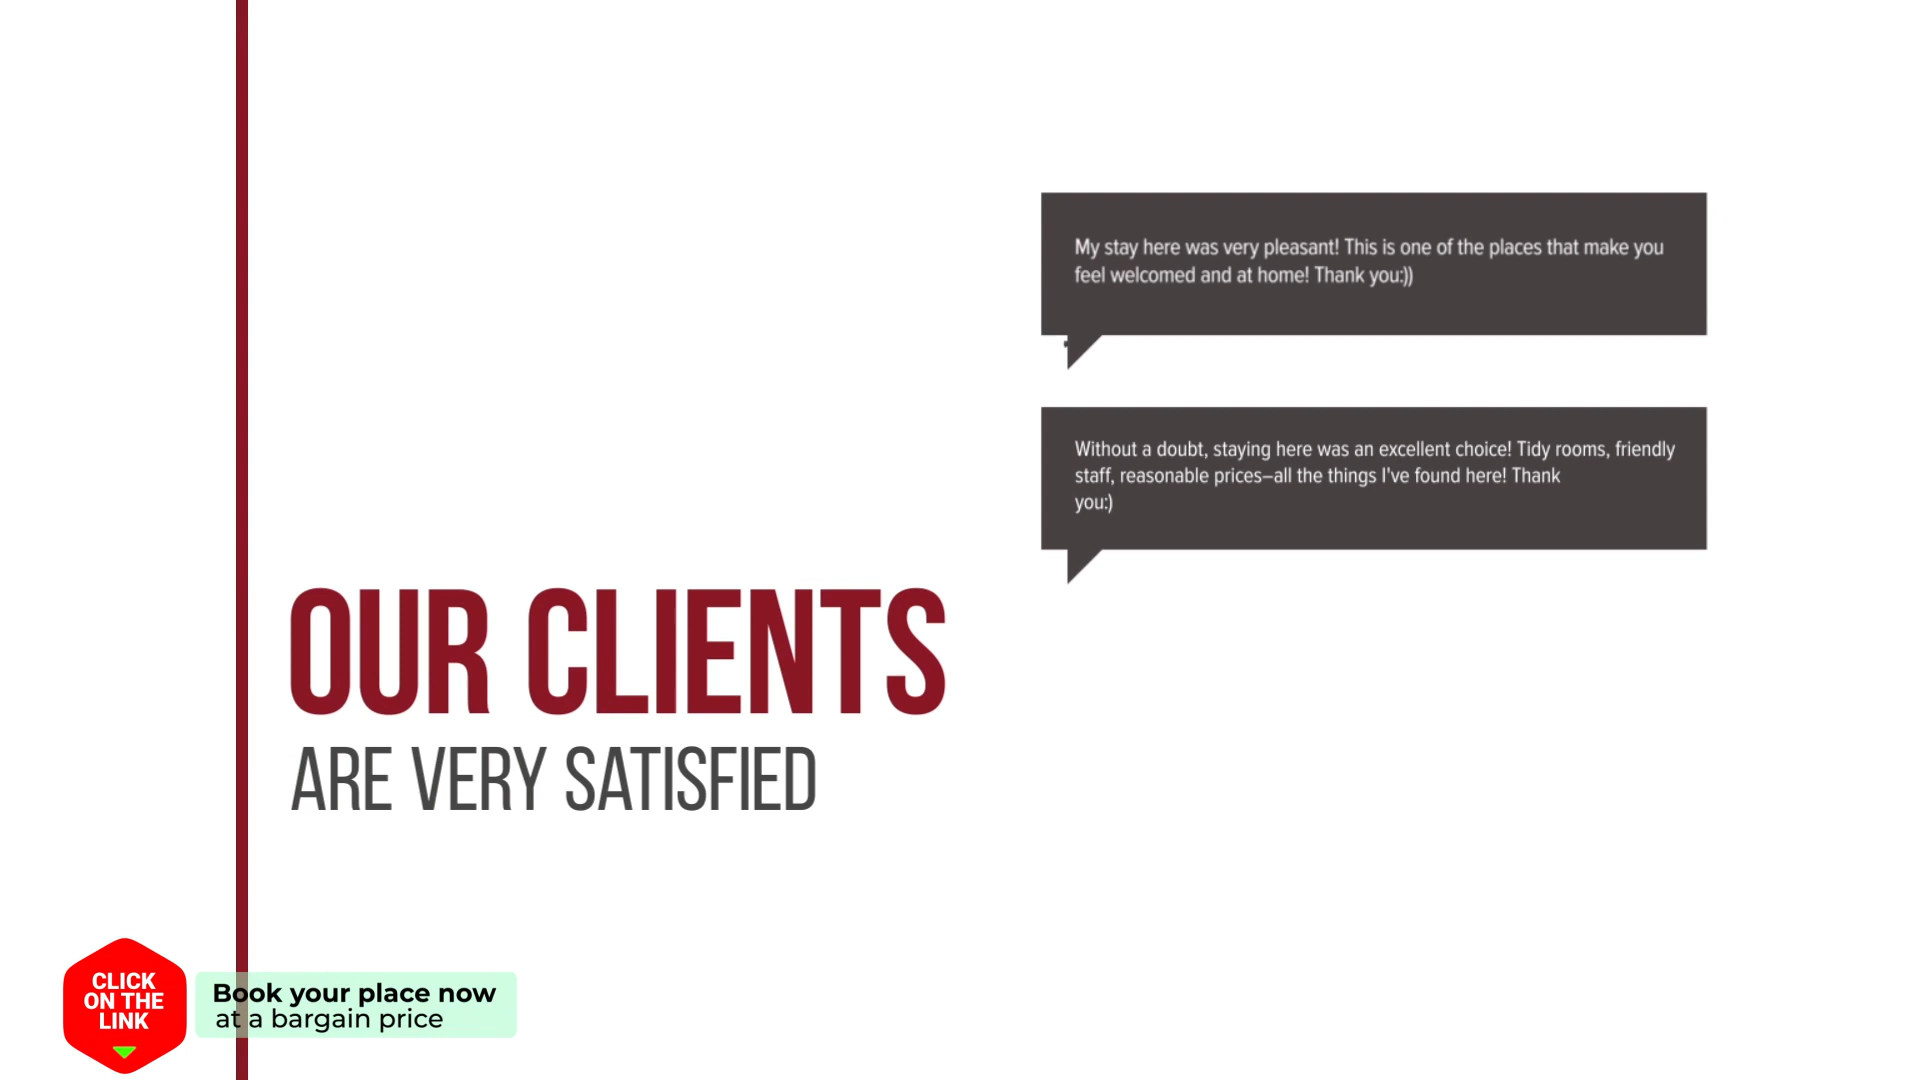 My stay here was very pleasant! This is one of the places that make you
feel welcomed and at home! Thank you:))
Without a doubt, staying here was an excellent choice! Tidy rooms, friendly
staff, reasonable prices–all the things I've found here! Thank
you:)
OUR CLIENTS
ARE VERY SATISFIED
CLICK
ON THE
LINK
Book your place now
at a bargain price